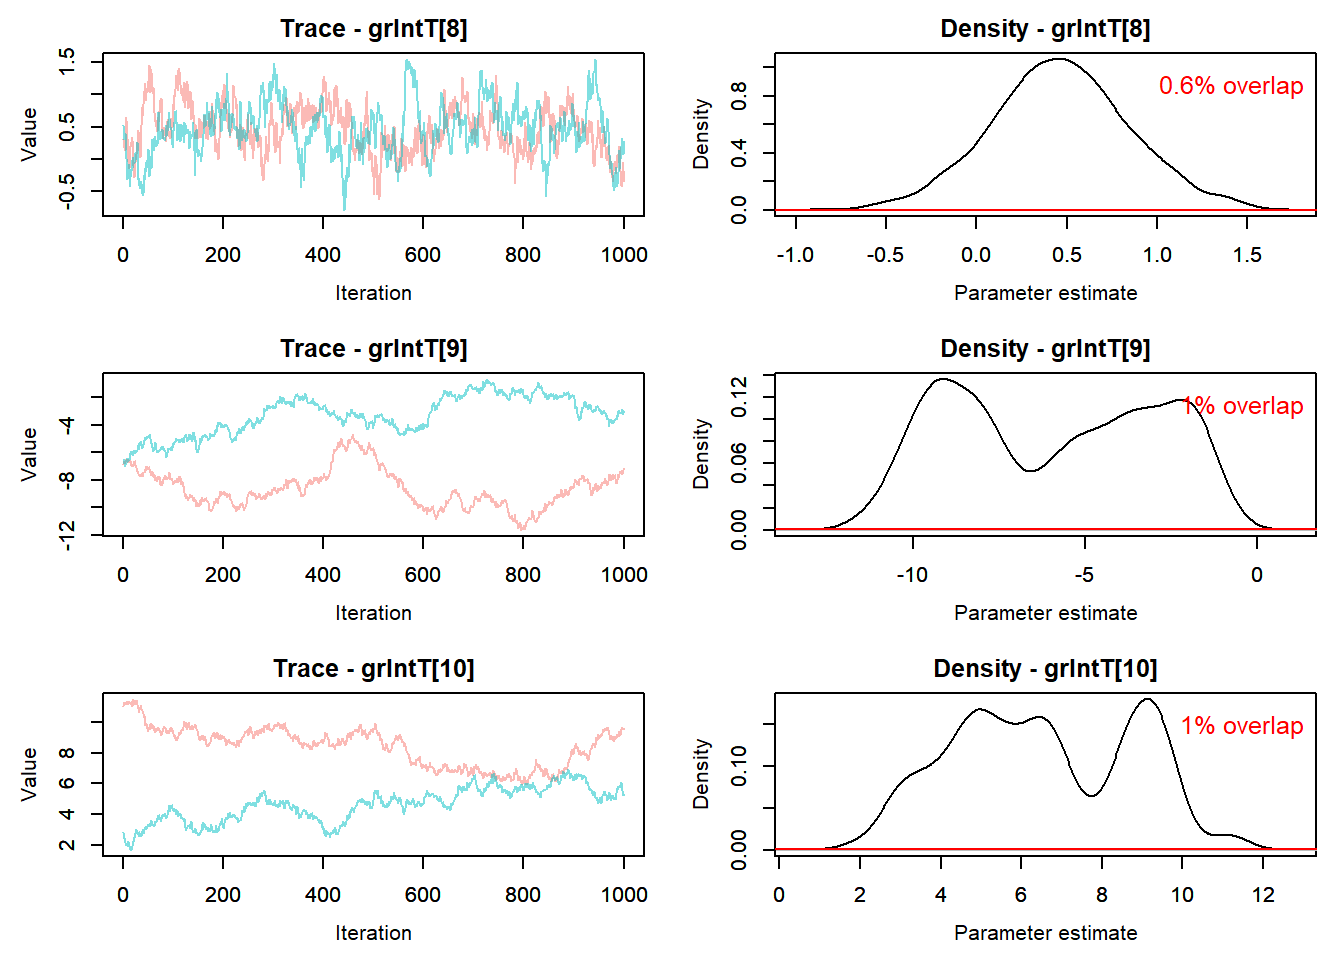 Trace - grIntT[8]
Value
-0.5 0.5 1.5
0 200 400 600 800 1000
Iteration
Density - grIntT[8]
0.6% overlap
Density
0.0 0.4 0.8
-1.0 -0.5 0.0 0.5 1.0 1.5
Parameter estimate
Trace - grIntT[9]
Value
-12 -8 -4
0 200 400 600 800 1000
Iteration
Density - grIntT[9]
1% overlap
Density
0.00 0.06 0.12
-10 -5 0
Parameter estimate
Trace - grIntT[10]
Value
2 4 6 8
0 200 400 600 800 1000
Iteration
Density - grIntT[10]
1% overlap
Density
0.00 0.10
0 2 4 6 8 10 12
Parameter estimate